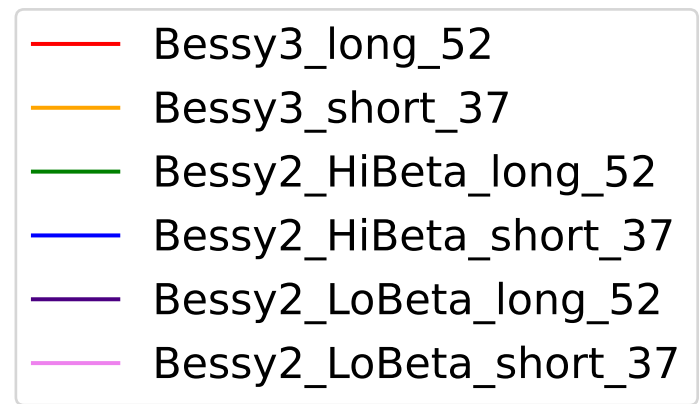 Bessy3_long_52
Bessy3_short_37
Bessy2_HiBeta_long_52
Bessy2_HiBeta_short_37
Bessy2_LoBeta_long_52
Bessy2_LoBeta_short_37